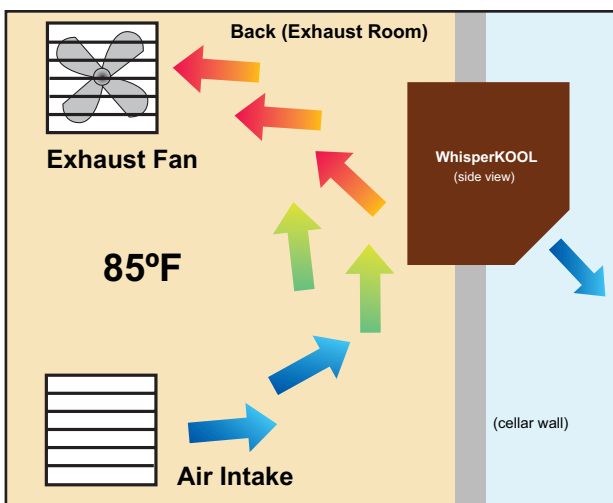 Back (Exhaust Room)
WhisperKOOL
(side view)
Exhaust Fan
85ºF
(cellar wall)
Air Intake